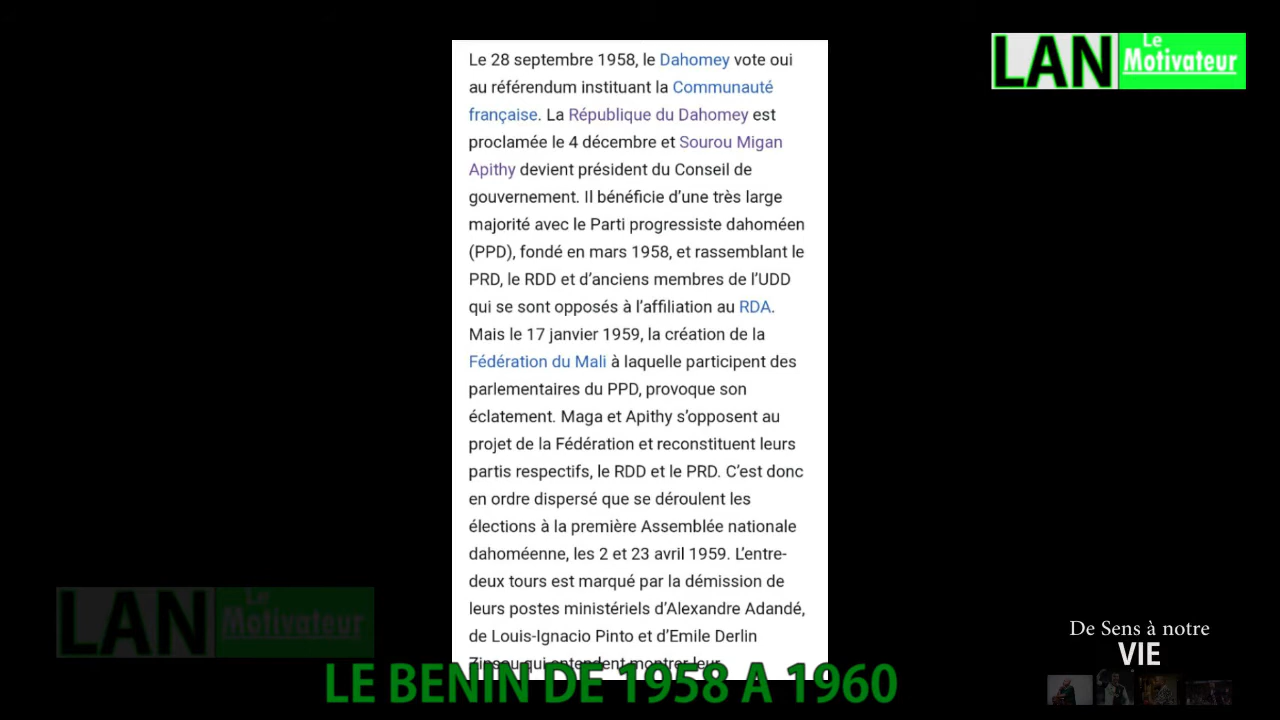 LAN Le Motivateur
Le 28 septembre 1958, le Dahomey vote oui
au référendum instituant la Communauté
française. La République du Dahomey est
proclamée le 4 décembre et Sourou Migan
Apithy devient président du Conseil de
gouvernement. Il bénéficie d’une très large
majorité avec le Parti progressiste dahoméen
(PPD), fondé en mars 1958, et rassemblant le
PRD, le RDD et d’anciens membres de l’UDD
qui se sont opposés à l’affiliation au RDA.
Mais le 17 janvier 1959, la création de la
Fédération du Mali à laquelle participent des
parlementaires du PPD, provoque son
éclatement. Maga et Apithy s’opposent au
projet de la Fédération et reconstituent leurs
partis respectifs, le RDD et le PRD. C’est donc
en ordre dispersé que se déroulent les
élections à la première Assemblée nationale
dahoméenne, les 2 et 23 avril 1959. L’entre-
deux tours est marqué par la démission de
leurs postes ministériels d’Alexandre Adandé,
de Louis-Ignacio Pinto et d’Emile Derlin
Zinsou qui entendent montrer leur
LAN Le Motivateur
De Sens à notre
VIE
LE BENIN DE 1958 A 1960